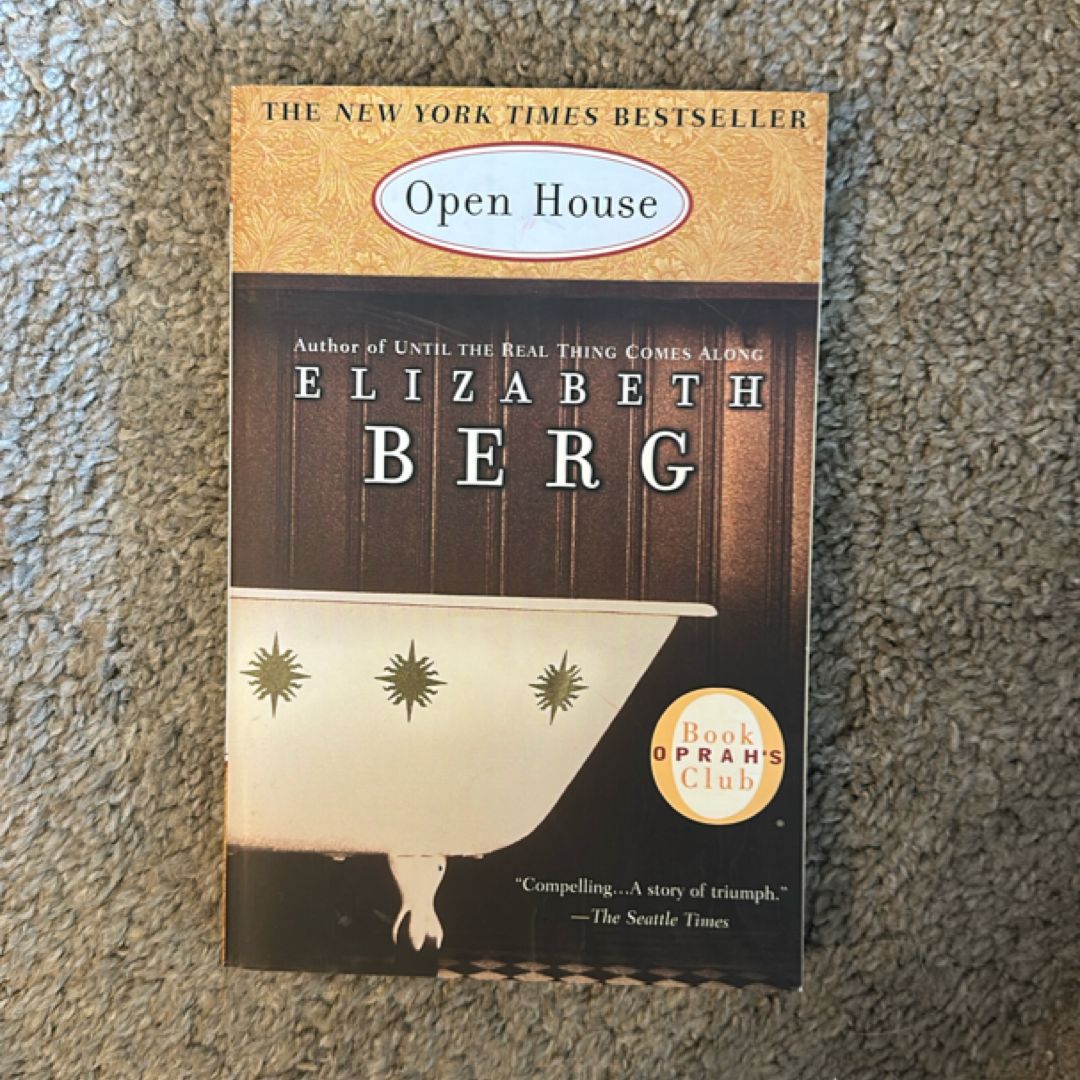 THE NEW YORK TIMES BESTSELLER
Open House
Author of UNTIL THE REAL THING COMES ALONG
ELIZABETH
BERG
Book
OPRAH'S
Club
“Compelling...A story of triumph.”
—The Seattle Times